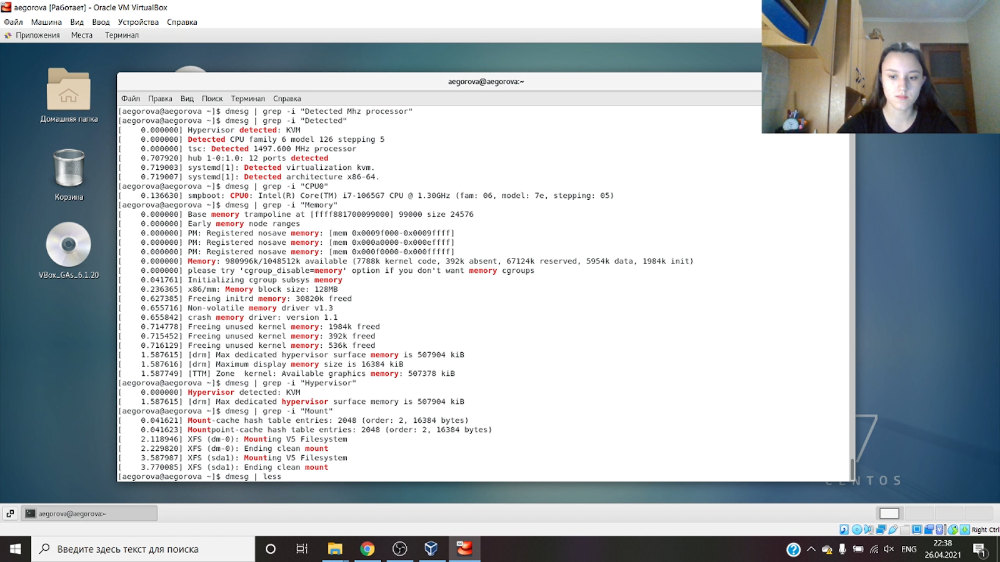 aegorova [Работает] - Oracle VM VirtualBox
Файл Машина Вид Ввод Устройства Справка
Приложения Места Терминал
aegorova@aegorova:~
Файл Правка Вид Поиск Терминал Справка
[aegorova@aegorova ~]$ dmesg | grep -i "Detected Mhz processor"
[aegorova@aegorova ~]$ dmesg | grep -i "Detected"
[    0.000000] Hypervisor detected: KVM
[    0.000000] Detected CPU family 6 model 126 stepping 5
[    0.000000] tsc: Detected 1497.600 MHz processor
[    0.707920] hub 1-0:1.0: 12 ports detected
[    0.719003] systemd[1]: Detected virtualization kvm.
[    0.719007] systemd[1]: Detected architecture x86-64.
[aegorova@aegorova ~]$ dmesg | grep -i "CPU0"
[    0.136630] smpboot: CPU0: Intel(R) Core(TM) i7-1065G7 CPU @ 1.30GHz (fam: 06, model: 7e, stepping: 05)
[aegorova@aegorova ~]$ dmesg | grep -i "Memory"
[    0.000000] Base memory trampoline at [ffff881700099000] 99000 size 24576
[    0.000000] Early memory node ranges
[    0.000000] PM: Registered nosave memory: [mem 0x0009f000-0x0009ffff]
[    0.000000] PM: Registered nosave memory: [mem 0x000a0000-0x000effff]
[    0.000000] PM: Registered nosave memory: [mem 0x000f0000-0x000fffff]
[    0.000000] Memory: 980996k/1048512k available (7788k kernel code, 392k absent, 67124k reserved, 5954k data, 1984k init)
[    0.000000] please try 'cgroup_disable=memory' option if you don't want memory cgroups
[    0.041761] Initializing cgroup subsys memory
[    0.236365] x86/mm: Memory block size: 128MB
[    0.627385] Freeing initrd memory: 30820k freed
[    0.655716] Non-volatile memory driver v1.3
[    0.655842] crash memory driver: version 1.1
[    0.714778] Freeing unused kernel memory: 1984k freed
[    0.715452] Freeing unused kernel memory: 392k freed
[    0.716129] Freeing unused kernel memory: 536k freed
[    1.587615] [drm] Max dedicated hypervisor surface memory is 507904 kiB
[    1.587616] [drm] Maximum display memory size is 16384 kiB
[    1.587749] [TTM] Zone  kernel: Available graphics memory: 507378 kiB
[aegorova@aegorova ~]$ dmesg | grep -i "Hypervisor"
[    0.000000] Hypervisor detected: KVM
[    1.587615] [drm] Max dedicated hypervisor surface memory is 507904 kiB
[aegorova@aegorova ~]$ dmesg | grep -i "Mount"
[    0.041621] Mount-cache hash table entries: 2048 (order: 2, 16384 bytes)
[    0.041623] Mountpoint-cache hash table entries: 2048 (order: 2, 16384 bytes)
[    2.118946] XFS (dm-0): Mounting V5 Filesystem
[    2.229820] XFS (dm-0): Ending clean mount
[    3.587987] XFS (sda1): Mounting V5 Filesystem
[    3.770085] XFS (sda1): Ending clean mount
[aegorova@aegorova ~]$ dmesg | less
Домашняя папка
Корзина
VBox_GAs_6.1.20
7
CENTOS
aegorova@aegorova:~
Right Ctrl
Введите здесь текст для поиска
ENG
22:38
26.04.2021
1